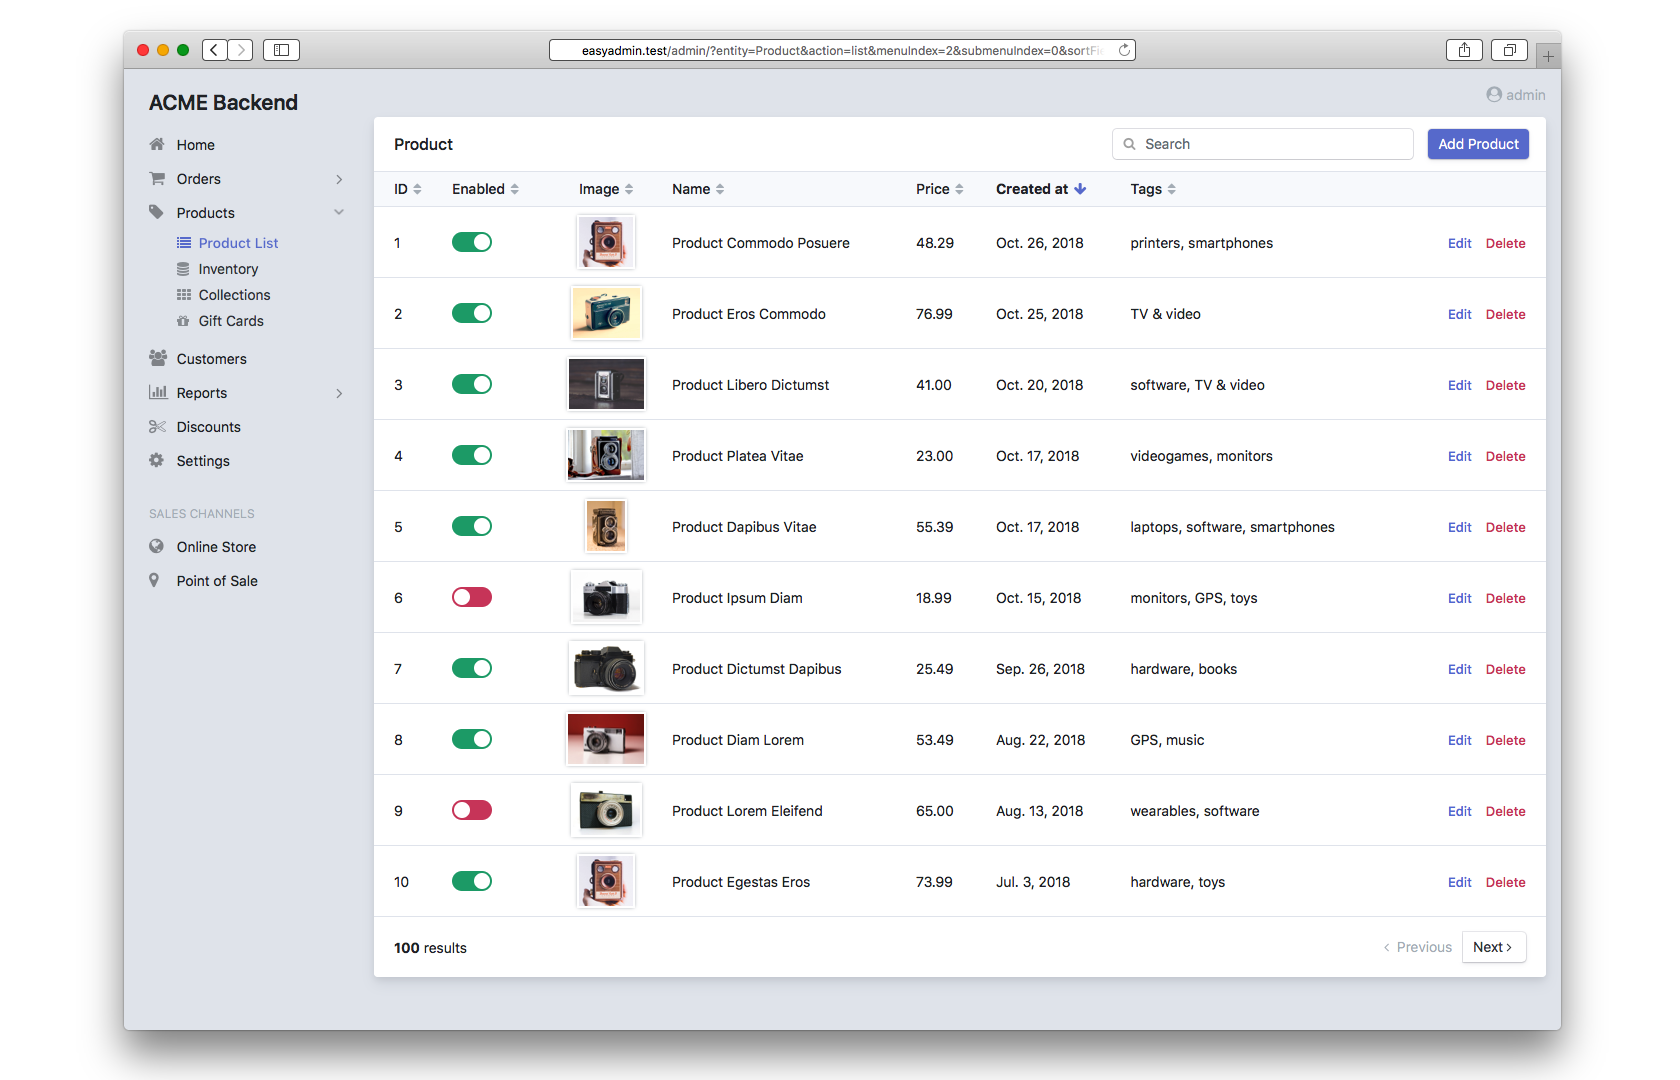 easyadmin.test/admin/?entity=Product&action=list&menuIndex=2&submenuIndex=0&sortFi
ACME Backend
admin
Home
Orders
Products
Product List
Inventory
Collections
Gift Cards
Customers
Reports
Discounts
Settings
SALES CHANNELS
Online Store
Point of Sale
Product Search Add Product
ID Enabled Image Name Price Created at Tags
1 Product Commodo Posuere 48.29 Oct. 26, 2018 printers, smartphones Edit Delete
2 Product Eros Commodo 76.99 Oct. 25, 2018 TV & video Edit Delete
3 Product Libero Dictumst 41.00 Oct. 20, 2018 software, TV & video Edit Delete
4 Product Platea Vitae 23.00 Oct. 17, 2018 videogames, monitors Edit Delete
5 Product Dapibus Vitae 55.39 Oct. 17, 2018 laptops, software, smartphones Edit Delete
6 Product Ipsum Diam 18.99 Oct. 15, 2018 monitors, GPS, toys Edit Delete
7 Product Dictumst Dapibus 25.49 Sep. 26, 2018 hardware, books Edit Delete
8 Product Diam Lorem 53.49 Aug. 22, 2018 GPS, music Edit Delete
9 Product Lorem Eleifend 65.00 Aug. 13, 2018 wearables, software Edit Delete
10 Product Egestas Eros 73.99 Jul. 3, 2018 hardware, toys Edit Delete
100 results ‹ Previous Next ›